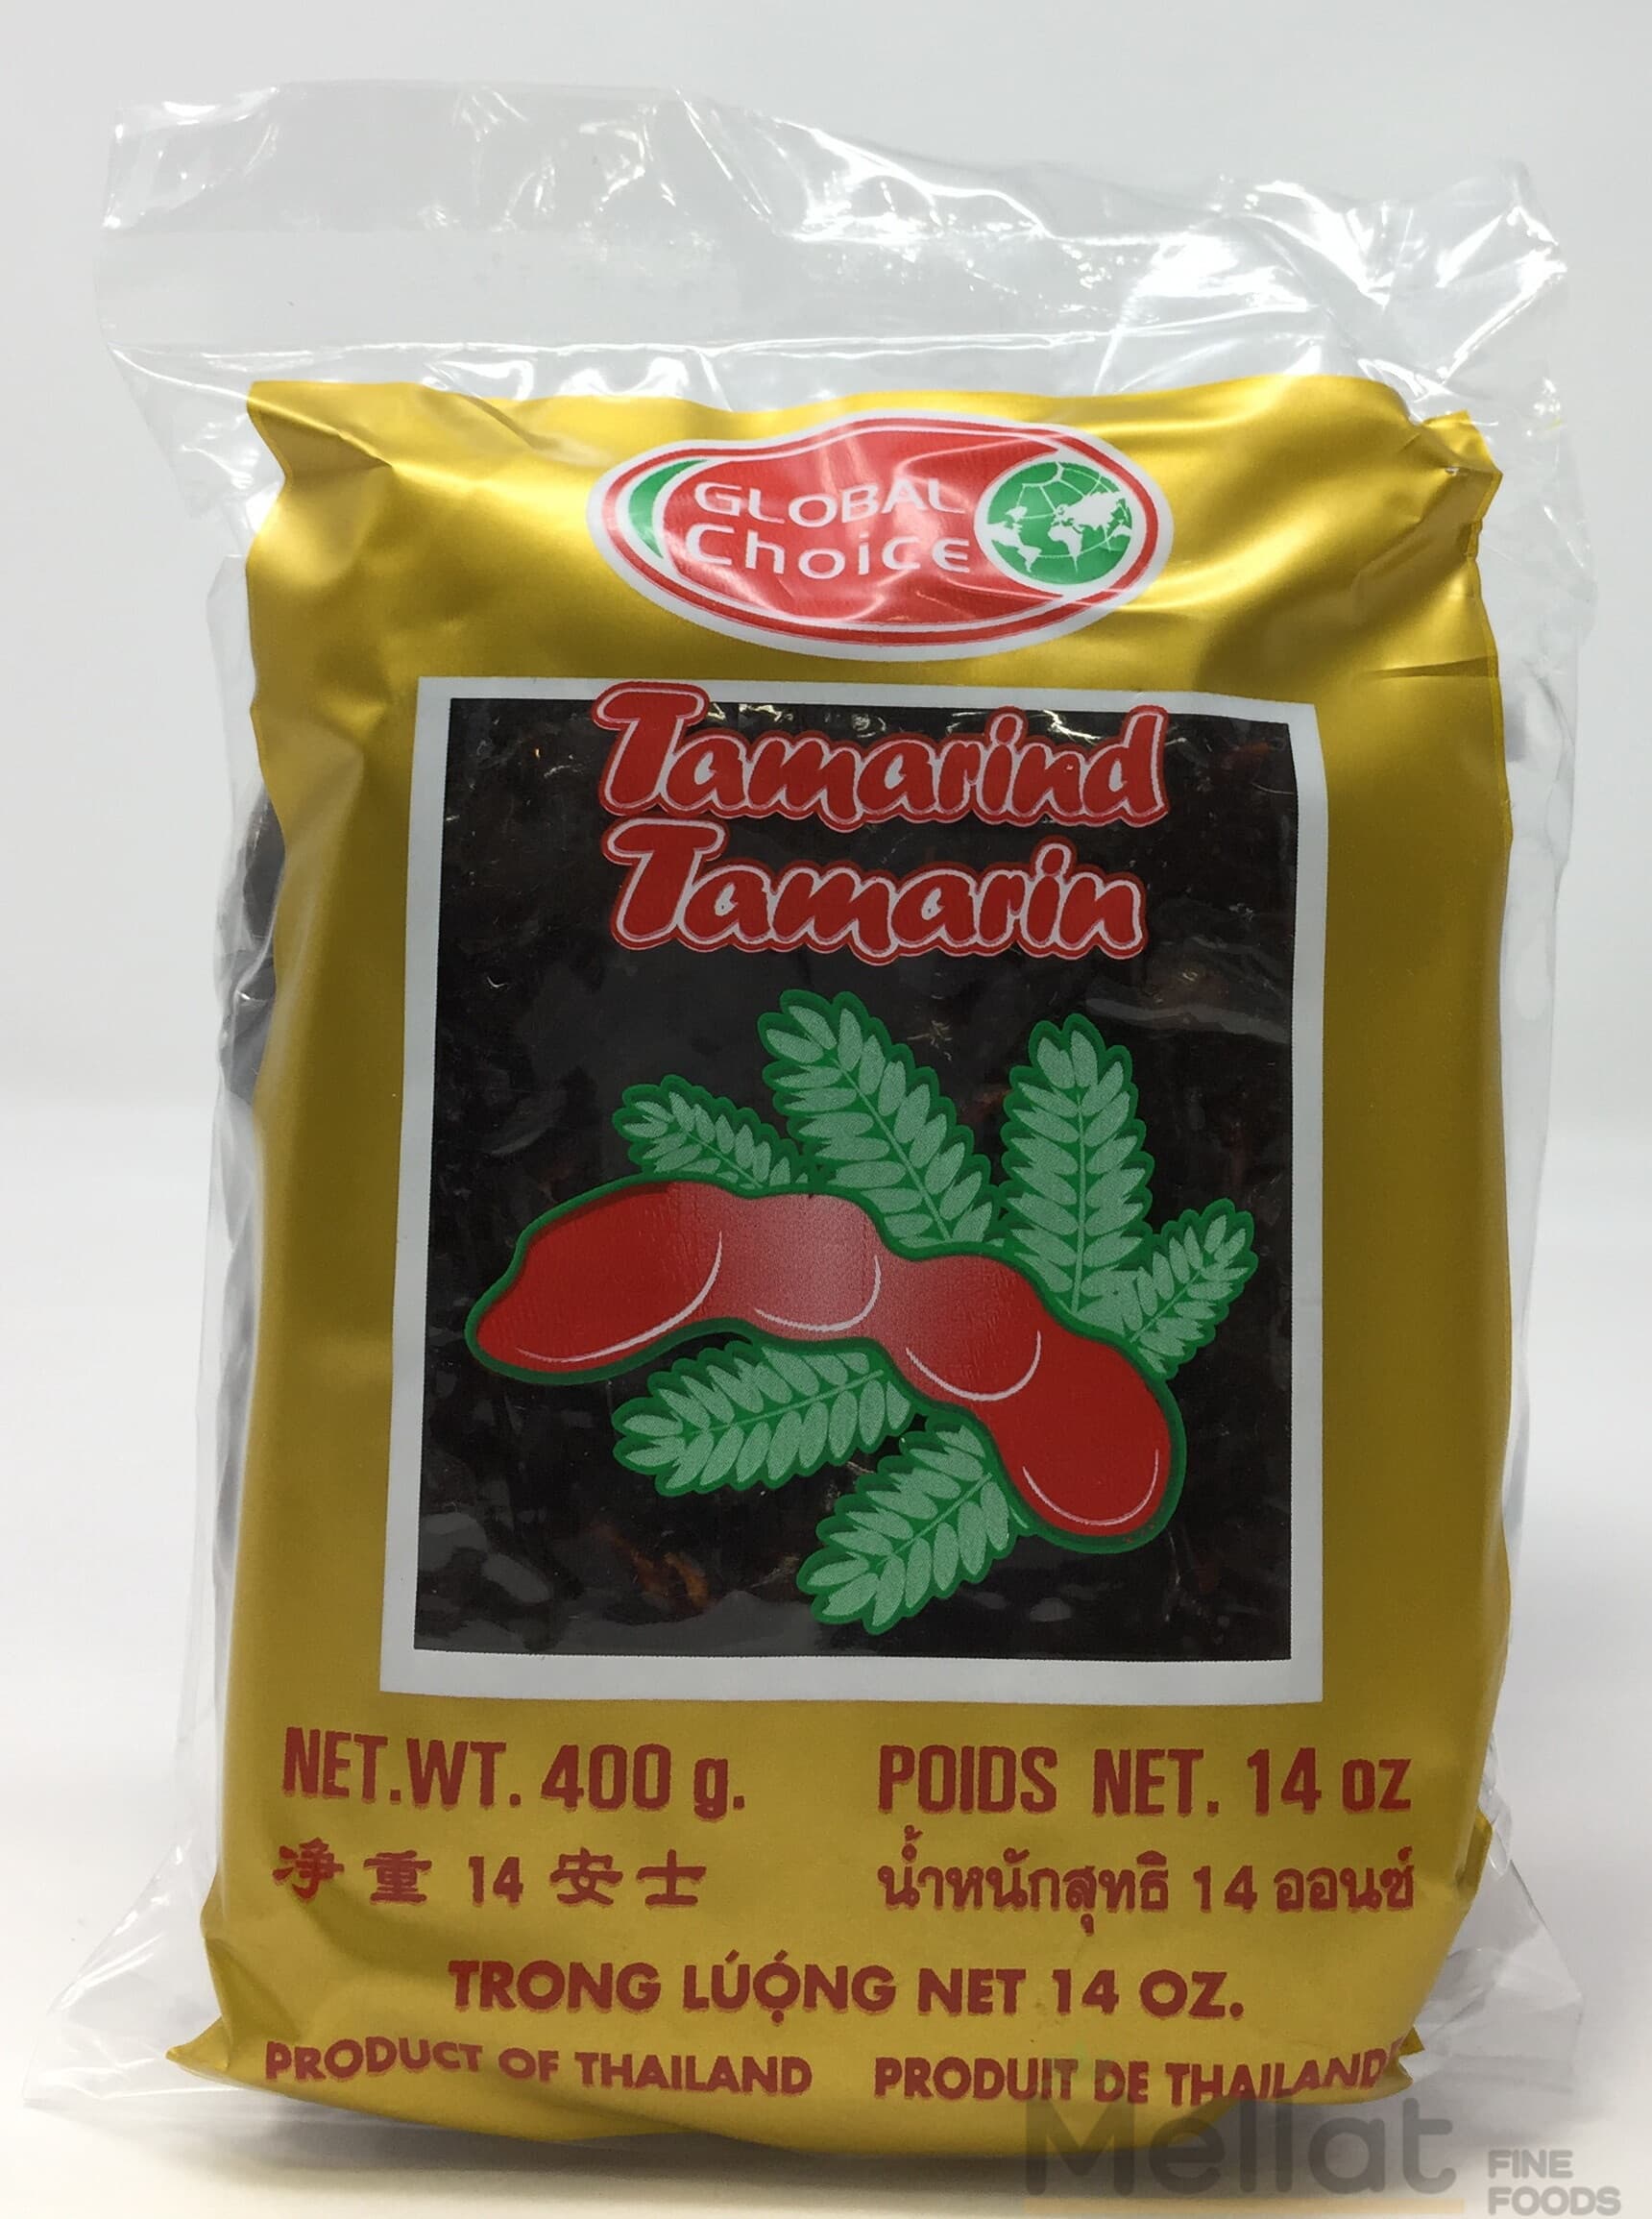 GLOBAL
Choice
Tamarind
Tamarin
NET.WT. 400 g.
POIDS NET. 14 oz
净重 14 安士
น้ำหนักสุทธิ 14 ออนซ์
TRONG LÚỘNG NET 14 OZ.
PRODUCT OF THAILAND
PRODUIT DE THAILANDE
Mellat
FINE
FOODS